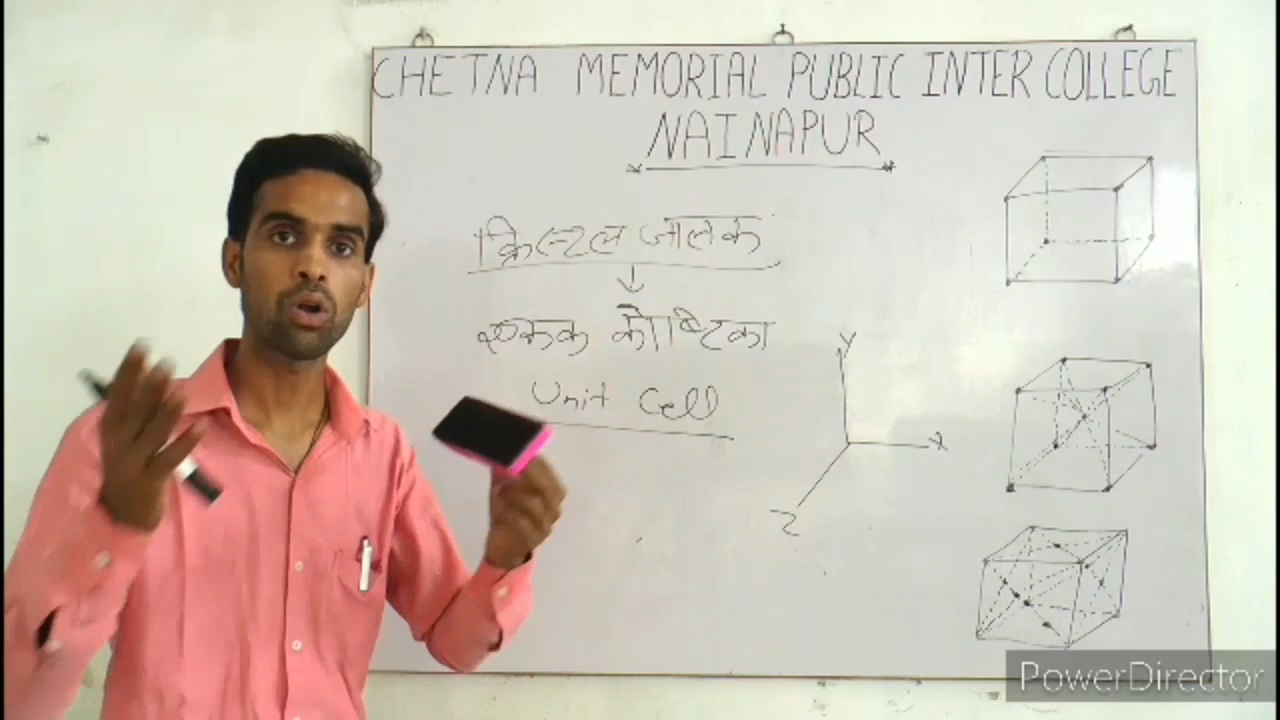 CHETNA MEMORIAL PUBLIC INTER COLLEGE
NAINAPUR
क्रिस्टल जालक
एकक कोष्ठिका
Unit Cell
Y
X
Z
PowerDirector